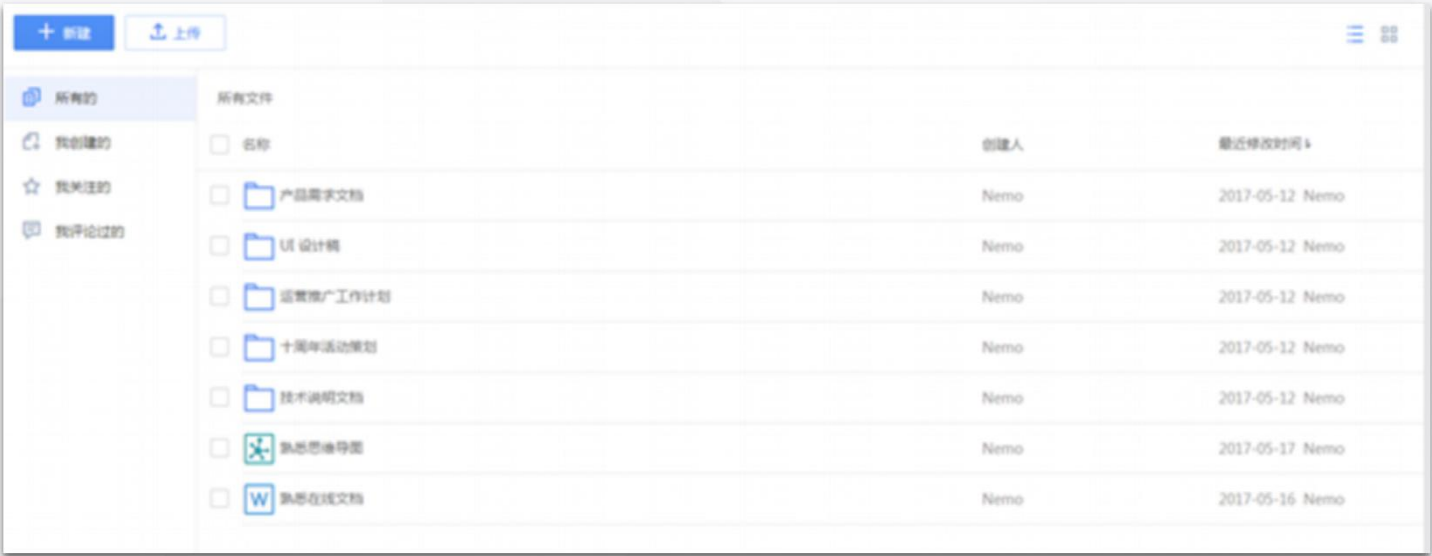 新建 上传
所有的
我创建的
我关注的
我评论过的
所有文件
名称 创建人 最近修改时间
产品需求文档 Nemo 2017-05-12 Nemo
UI 设计稿 Nemo 2017-05-12 Nemo
运营推广工作计划 Nemo 2017-05-12 Nemo
十周年活动策划 Nemo 2017-05-12 Nemo
技术说明文档 Nemo 2017-05-12 Nemo
熟悉思维导图 Nemo 2017-05-17 Nemo
W 熟悉在线文档 Nemo 2017-05-16 Nemo